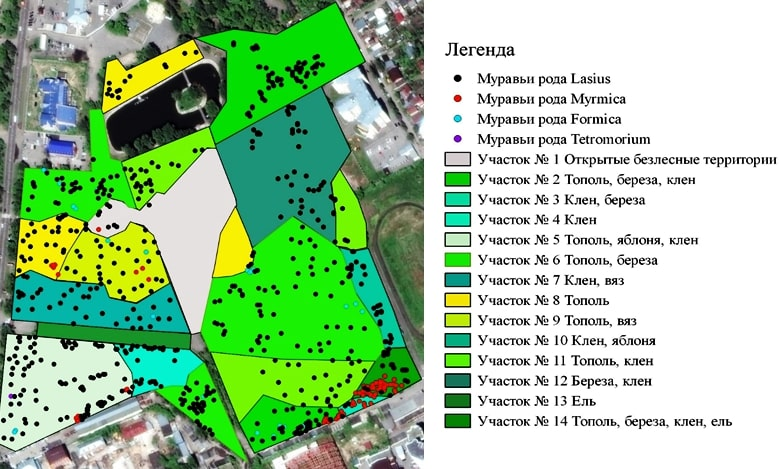 Легенда
Муравьи рода Lasius
Муравьи рода Myrmica
Муравьи рода Formica
Муравьи рода Tetromorium
Участок № 1 Открытые безлесные территории
Участок № 2 Тополь, береза, клен
Участок № 3 Клен, береза
Участок № 4 Клен
Участок № 5 Тополь, яблоня, клен
Участок № 6 Тополь, береза
Участок № 7 Клен, вяз
Участок № 8 Тополь
Участок № 9 Тополь, вяз
Участок № 10 Клен, яблоня
Участок № 11 Тополь, клен
Участок № 12 Береза, клен
Участок № 13 Ель
Участок № 14 Тополь, береза, клен, ель